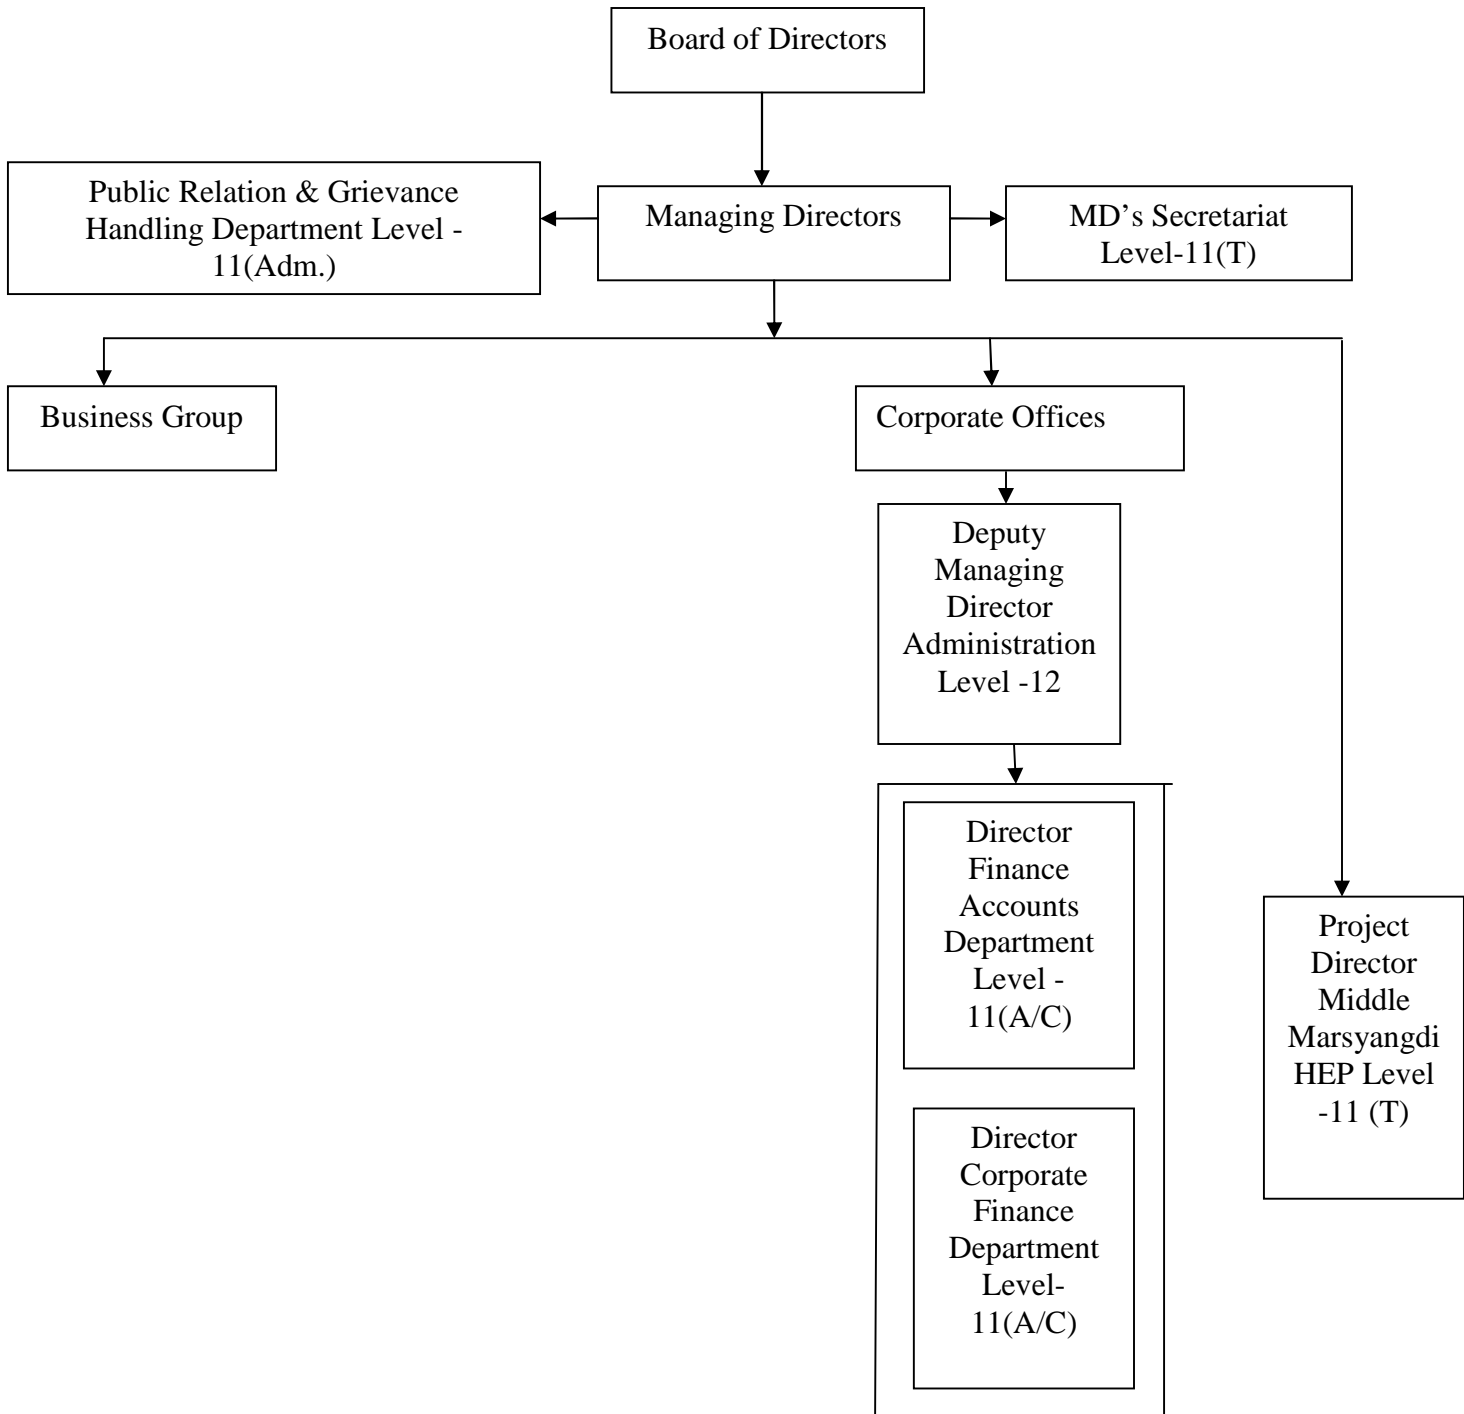 Board of Directors
Public Relation & Grievance
Handling Department Level -
11(Adm.)
Managing Directors
MD’s Secretariat
Level-11(T)
Business Group
Corporate Offices
Deputy
Managing
Director
Administration
Level -12
Director
Finance
Accounts
Department
Level -
11(A/C)
Director
Corporate
Finance
Department
Level-
11(A/C)
Project
Director
Middle
Marsyangdi
HEP Level
-11 (T)